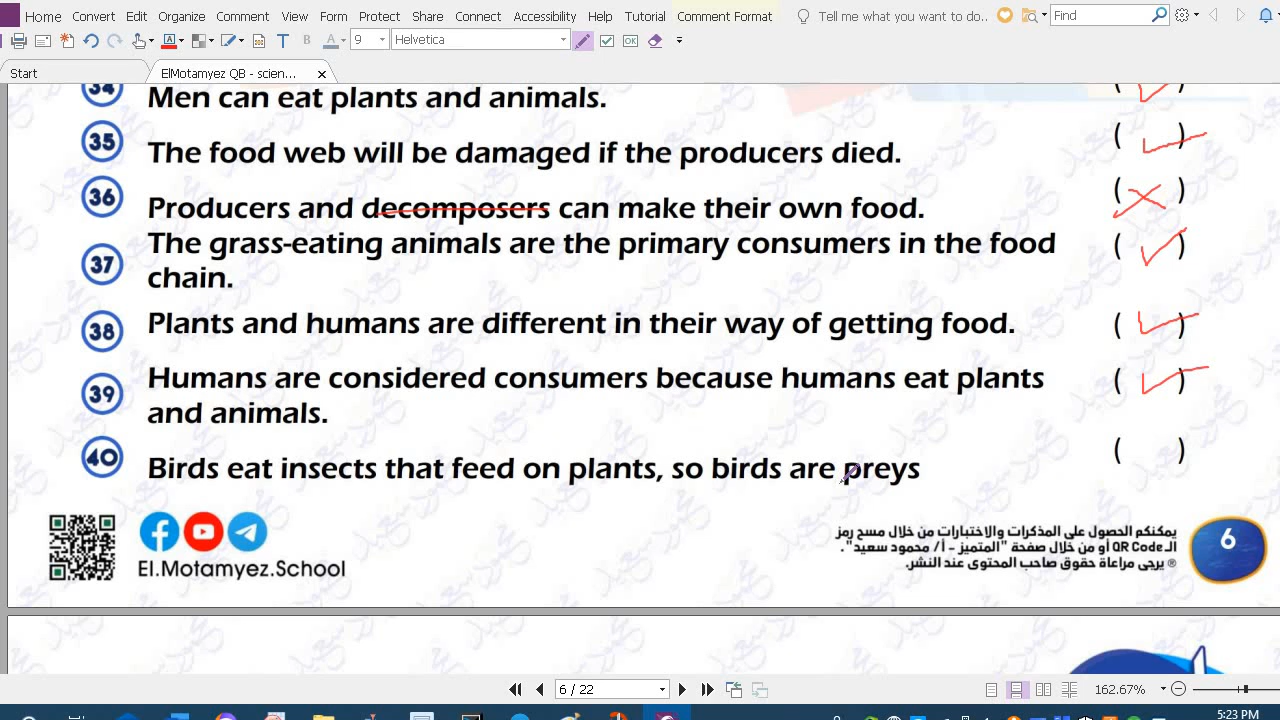 Home Convert Edit Organize Comment View Form Protect Share Connect Accessibility Help Tutorial Comment Format Tell me what you want to do.. Find
9 Helvetica
Start ElMotamyez QB - scien... ×
34 Men can eat plants and animals. ( ✓ )
35 The food web will be damaged if the producers died. ( ✓ )
36 Producers and decomposers can make their own food. ( ✗ )
37 The grass-eating animals are the primary consumers in the food ( ✓ )
chain.
38 Plants and humans are different in their way of getting food. ( ✓ )
39 Humans are considered consumers because humans eat plants ( ✓ )
and animals.
40 Birds eat insects that feed on plants, so birds are preys ( )
El.Motamyez.School
يمكنكم الحصول على المذكرات والاختبارات من خلال مسح رمز
الـ QR Code أو من خلال صفحة "المتميز - أ/ محمود سعيد".
® يرجى مراعاة حقوق صاحب المحتوى عند النشر.
6
6 / 22 162.67%
5:23 PM